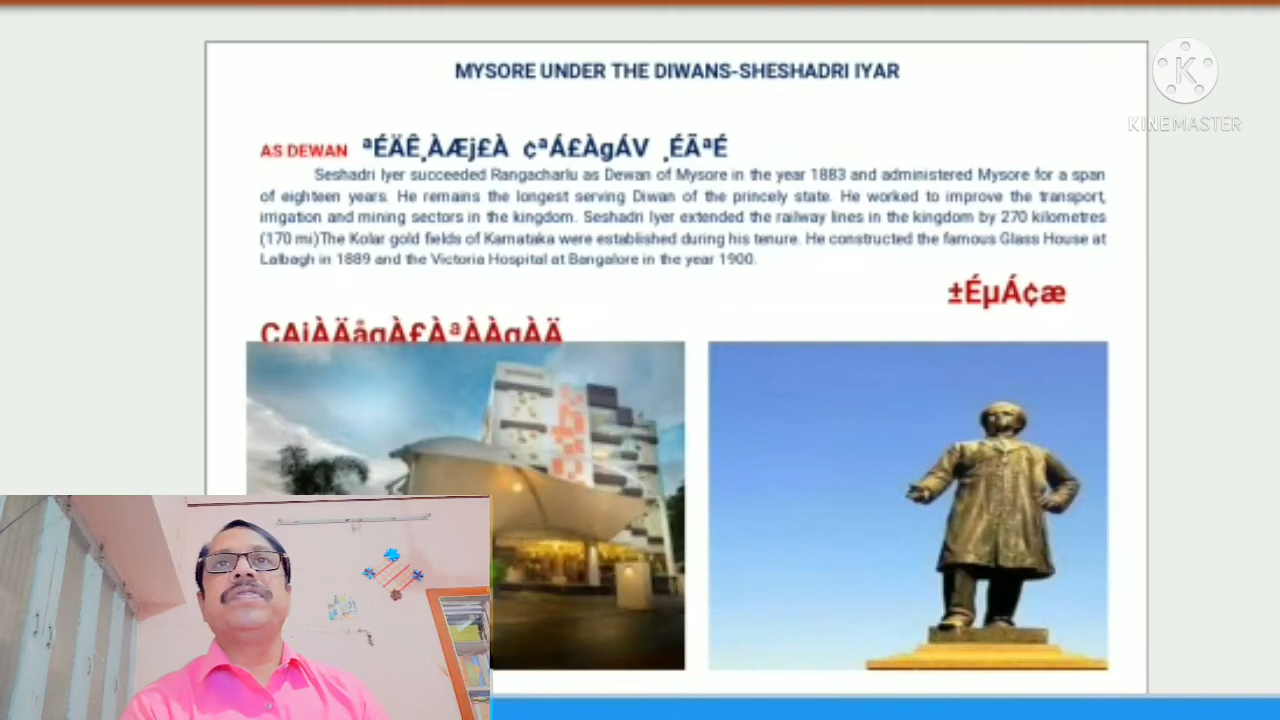 MYSORE UNDER THE DIWANS-SHESHADRI IYAR
KINEMASTER
AS DEWAN ªÉÄÊ¸ÀÆj£À ¢ªÁ£ÀgÁV ¸ÉÃªÉ
Seshadri Iyer succeeded Rangacharlu as Dewan of Mysore in the year 1883 and administered Mysore for a span
of eighteen years. He remains the longest serving Diwan of the princely state. He worked to improve the transport,
irrigation and mining sectors in the kingdom. Seshadri Iyer extended the railway lines in the kingdom by 270 kilometres
(170 mi)The Kolar gold fields of Karnataka were established during his tenure. He constructed the famous Glass House at
Lalbagh in 1889 and the Victoria Hospital at Bangalore in the year 1900.
±ÉµÁ¢æ